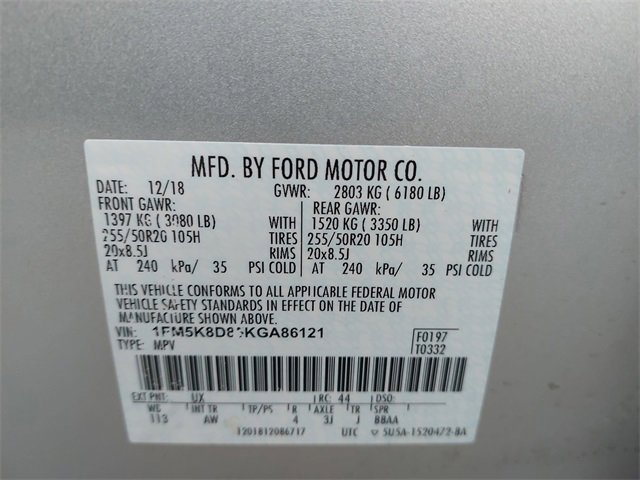 MFD. BY FORD MOTOR CO.
DATE: 12/18 GVWR: 2803 KG ( 6180 LB)
FRONT GAWR: REAR GAWR:
1397 KG ( 3080 LB) WITH 1520 KG ( 3350 LB) WITH
255/50R20 105H TIRES 255/50R20 105H TIRES
20x8.5J RIMS 20x8.5J RIMS
AT 240 kPa/ 35 PSI COLD AT 240 kPa/ 35 PSI COLD
THIS VEHICLE CONFORMS TO ALL APPLICABLE FEDERAL MOTOR
VEHICLE SAFETY STANDARDS IN EFFECT ON THE DATE OF
MANUFACTURE SHOWN ABOVE.
VIN: F0197
TYPE: MPV T0332
EXT PNT: UX RC: 44 DSO:
WB INT TR TP/PS R AXLE TR SPR
113 AW 4 3J J BBAA
1201812086717 UTC 5U5A-1520472-BA